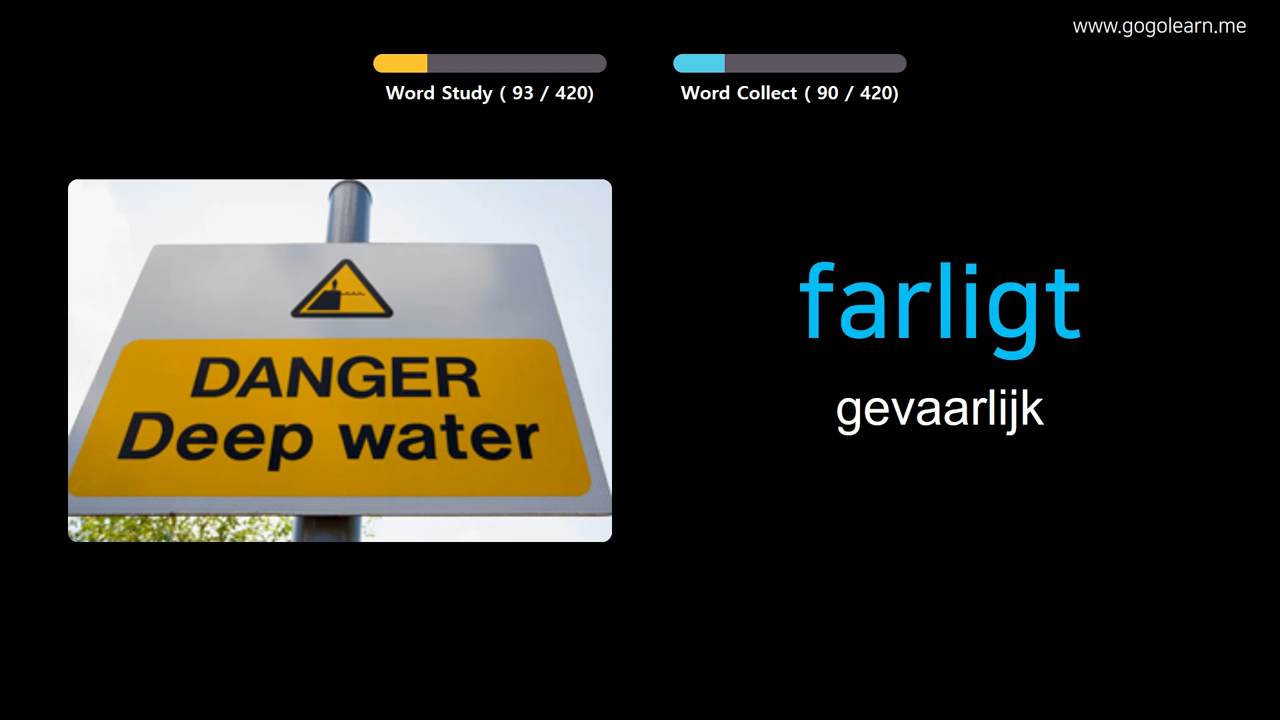 www.gogolearn.me
Word Study ( 93 / 420)
Word Collect ( 90 / 420)
DANGER
Deep water
farligt
gevaarlijk